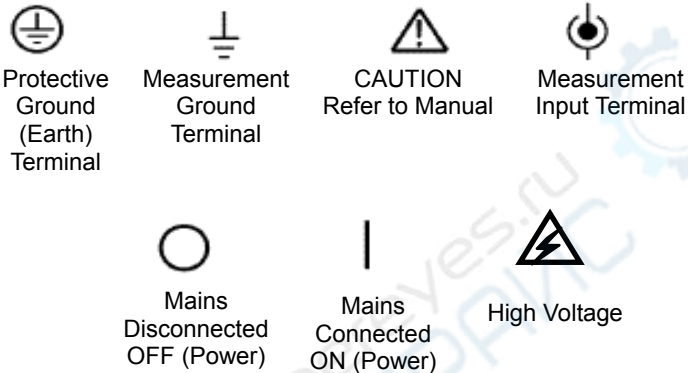 Protective
Ground
(Earth)
Terminal
Measurement
Ground
Terminal
CAUTION
Refer to Manual
Measurement
Input Terminal
Mains
Disconnected
OFF (Power)
Mains
Connected
ON (Power)
High Voltage